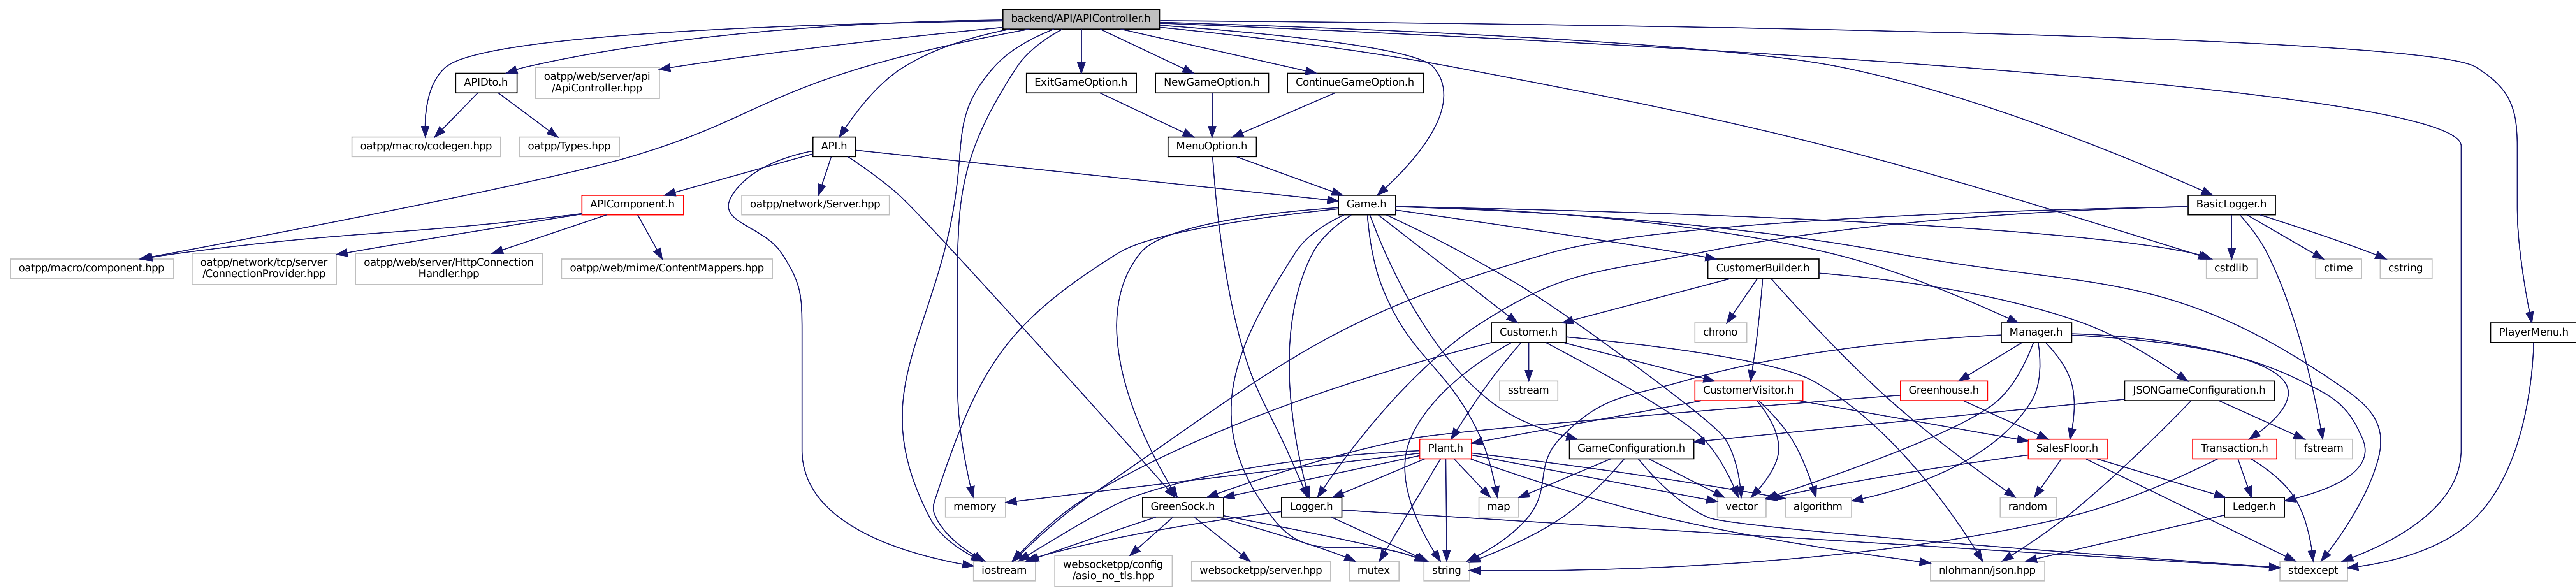 backend/API/APIController.h
APIDto.h
oatpp/web/server/api
/ApiController.hpp
ExitGameOption.h
NewGameOption.h
ContinueGameOption.h
oatpp/macro/codegen.hpp
oatpp/Types.hpp
API.h
MenuOption.h
APIComponent.h
oatpp/network/Server.hpp
Game.h
BasicLogger.h
oatpp/macro/component.hpp
oatpp/network/tcp/server
/ConnectionProvider.hpp
oatpp/web/server/HttpConnection
Handler.hpp
oatpp/web/mime/ContentMappers.hpp
CustomerBuilder.h
cstdlib
ctime
cstring
chrono
Customer.h
Manager.h
PlayerMenu.h
sstream
CustomerVisitor.h
Greenhouse.h
JSONGameConfiguration.h
Plant.h
GameConfiguration.h
SalesFloor.h
Transaction.h
fstream
memory
GreenSock.h
Logger.h
map
vector
algorithm
random
Ledger.h
iostream
websocketpp/config
/asio_no_tls.hpp
websocketpp/server.hpp
mutex
string
nlohmann/json.hpp
stdexcept